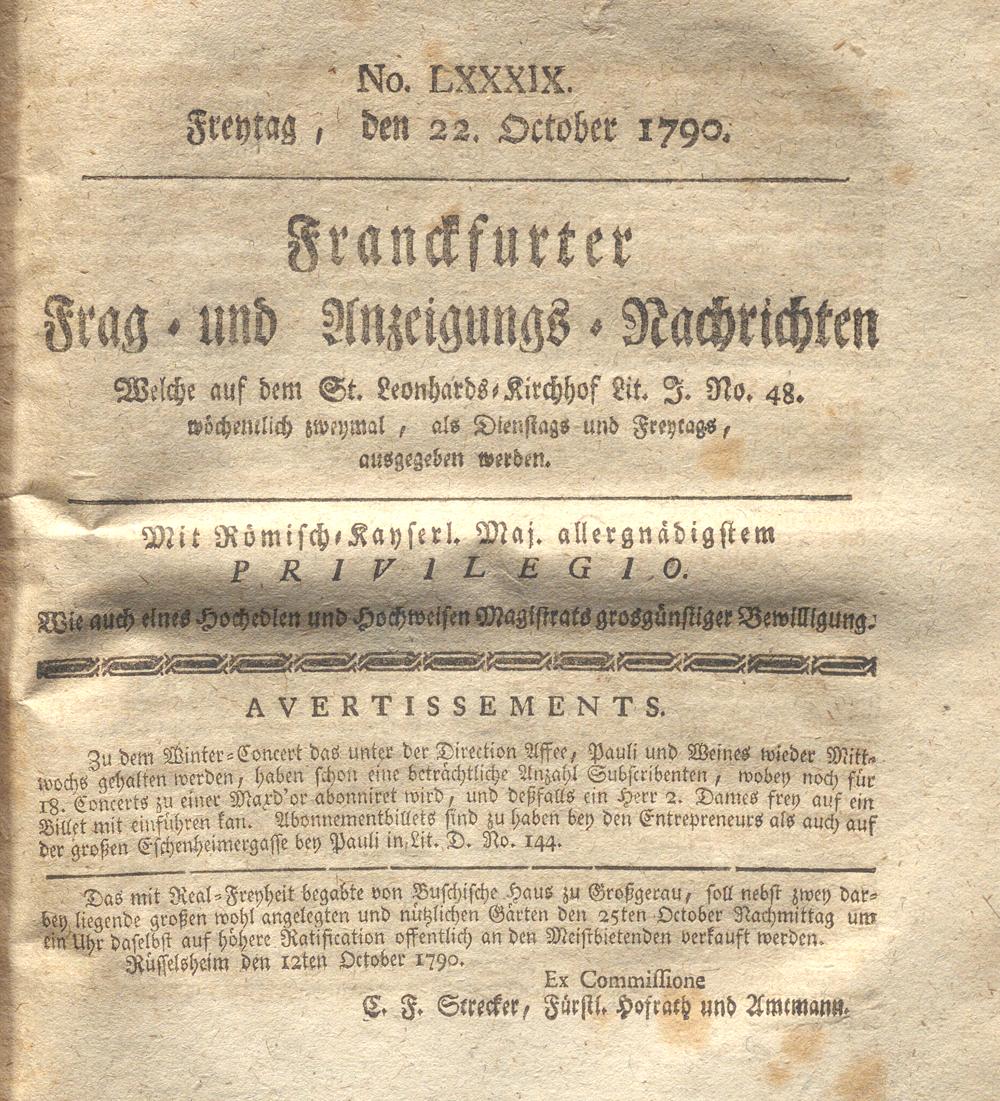 No. LXXXIX.
Freytag, den 22. October 1790.
Franckfurter
Frag- und Anzeigungs-Nachrichten
Welche auf dem St. Leonhards-Kirchhof Lit. J. No. 48.
wöchentlich zweymal, als Dienstags und Freytags,
ausgegeben werden.
Mit Römisch-Kayserl. Maj. allergnädigstem
PRIVILEGIO.
Wie auch eines Hochedlen und Hochweisen Magistrats grosgünstiger Bewilligung.
AVERTISSEMENTS.
Zu dem Winter-Concert das unter der Direction Affee, Pauli und Weines wieder Mitt-
wochs gehalten werden, haben schon eine beträchtliche Anzahl Subscribenten, wobey noch für
18. Concerts zu einer Maxd'or abonniret wird, und deßfalls ein Herr 2. Dames frey auf ein
Billet mit einführen kan. Abonnementbillets sind zu haben bey den Entrepreneurs als auch auf
der großen Eschenheimergasse bey Pauli in Lit. D. No. 144.
Das mit Real-Freyheit begabte von Buschische Haus zu Großgerau, soll nebst zwey dar-
bey liegende großen wohl angelegten und nützlichen Gärten den 25ten October Nachmittag um
ein Uhr daselbst auf höhere Ratification offentlich an den Meistbietenden verkauft werden.
Rüsselsheim den 12ten October 1790.
Ex Commissione
C. F. Strecker, Fürstl. Hofrath und Amtmann.